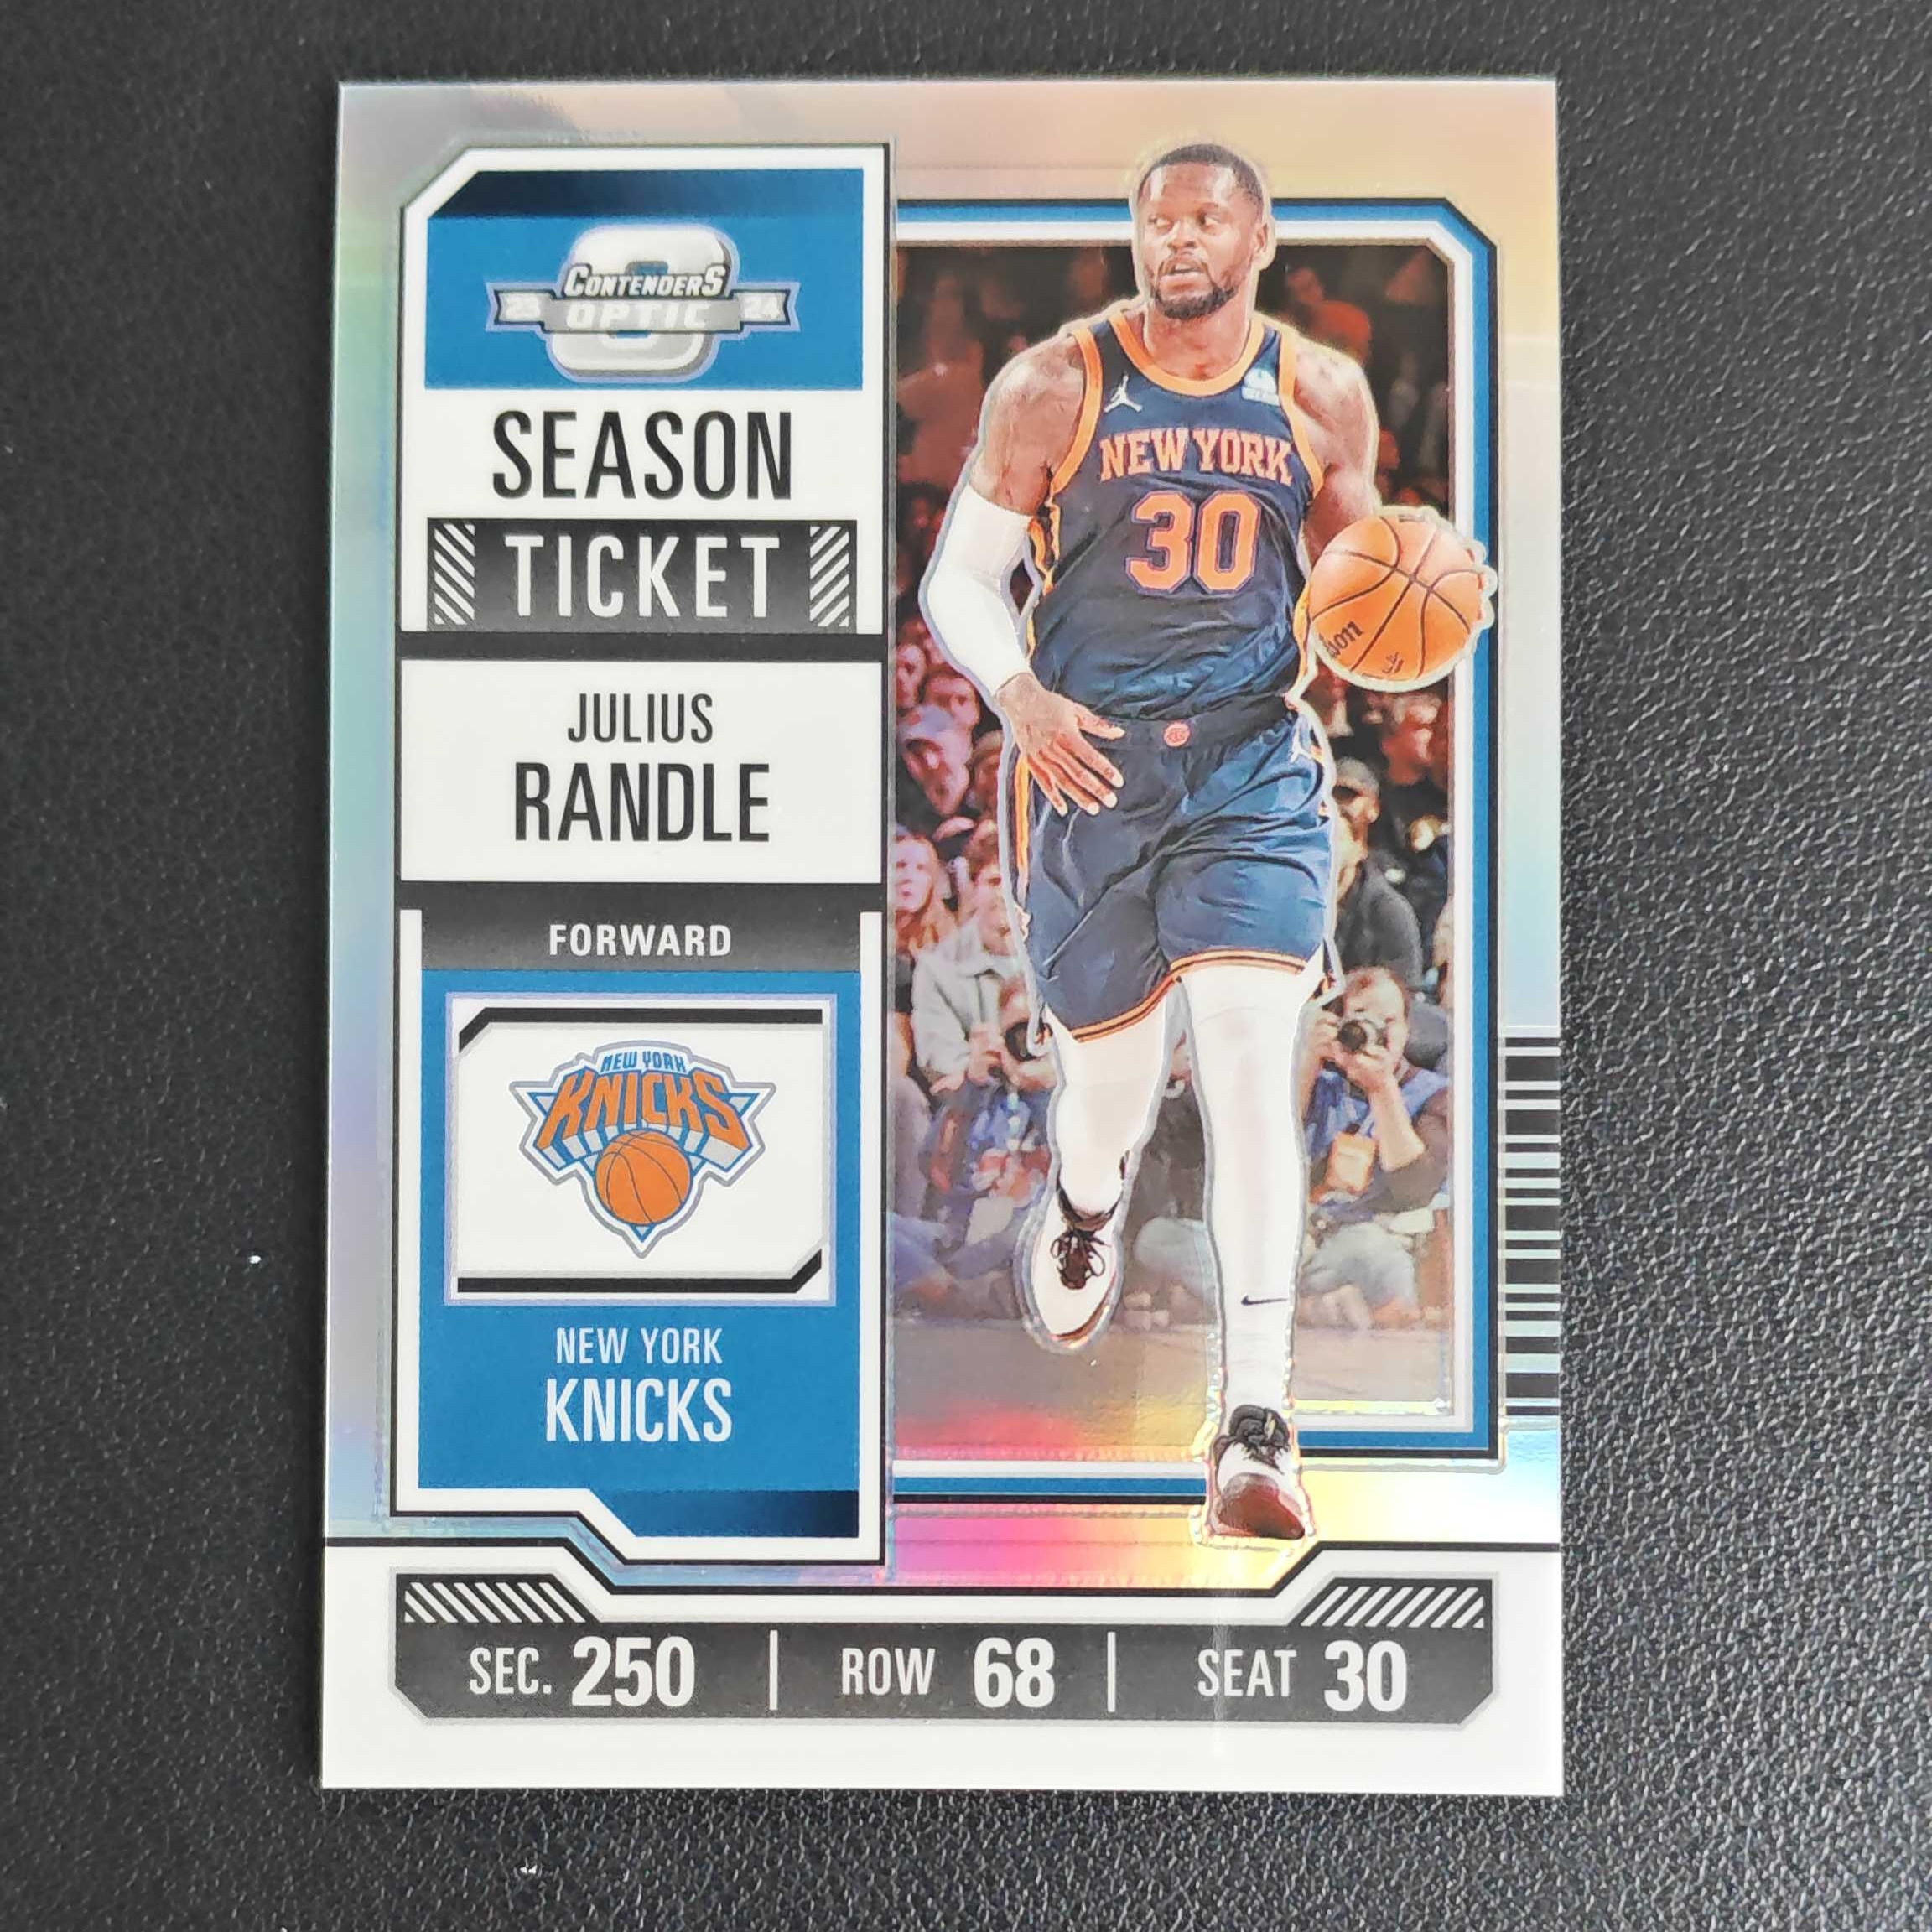 CONTENDERS
23 OPTIC 24
SEASON
TICKET
JULIUS
RANDLE
FORWARD
NEW YORK
KNICKS
NEW YORK
KNICKS
NEW YORK
30
SEC. 250 | ROW 68 | SEAT 30